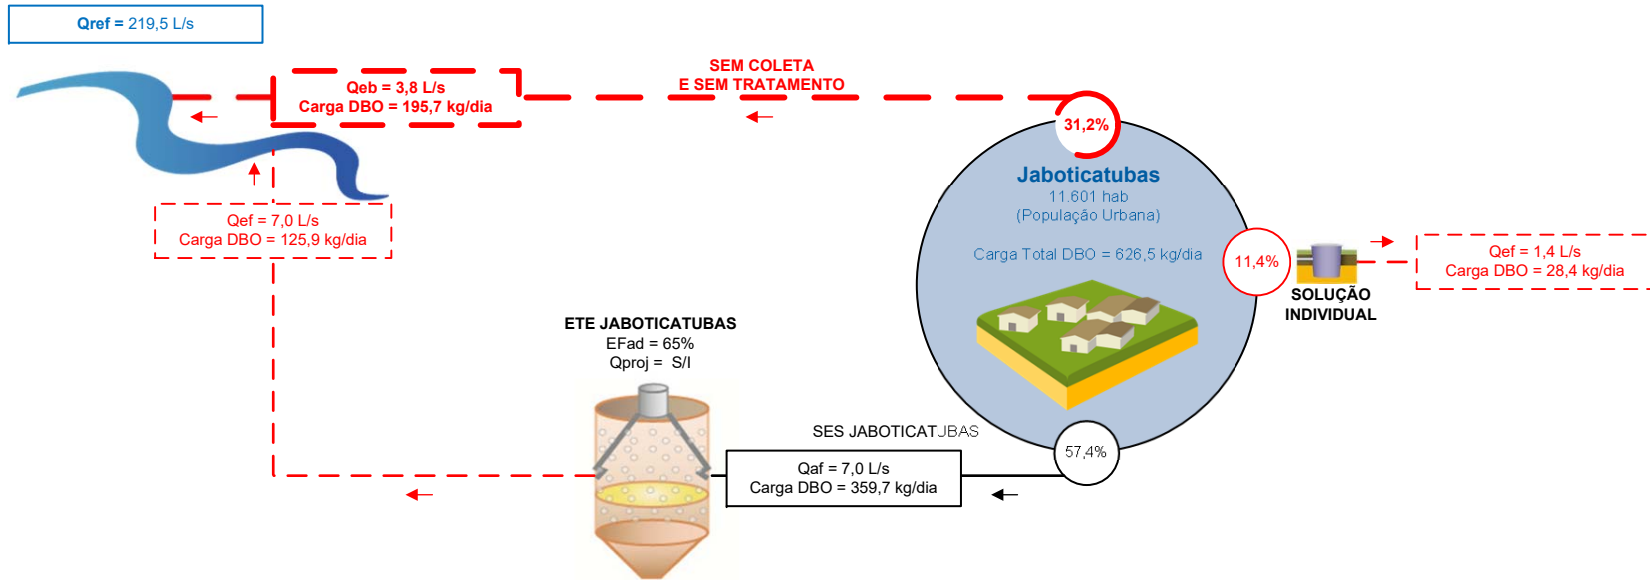 Qref = 219,5 L/s
Qeb = 3,8 L/s
Carga DBO = 195,7 kg/dia
SEM COLETA
E SEM TRATAMENTO
31,2%
Jaboticatubas
11.601 hab
(População Urbana)
Carga Total DBO = 626,5 kg/dia
11,4%
SOLUÇÃO
INDIVIDUAL
Qef = 1,4 L/s
Carga DBO = 28,4 kg/dia
Qef = 7,0 L/s
Carga DBO = 125,9 kg/dia
ETE JABOTICATUBAS
EFad = 65%
Qproj = S/I
SES JABOTICATUBAS
57,4%
Qaf = 7,0 L/s
Carga DBO = 359,7 kg/dia